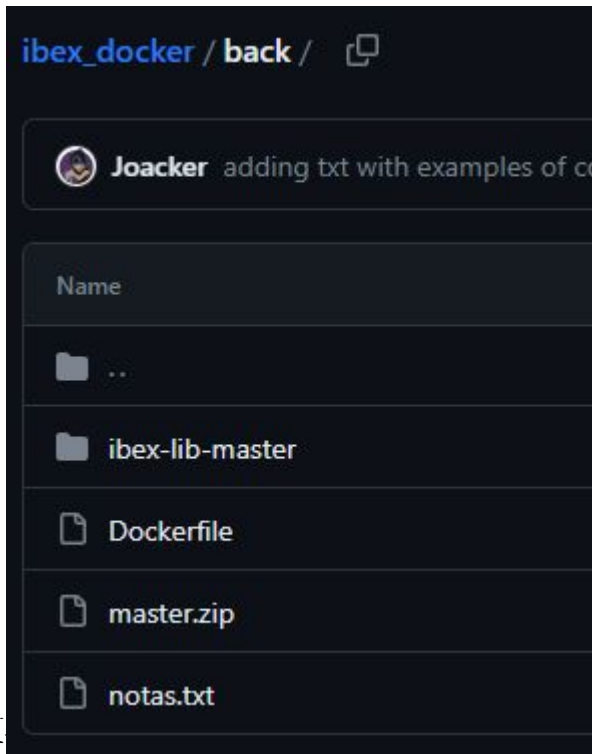 ibex_docker / back /
Joacker adding txt with examples of
Name
..
ibex-lib-master
Dockerfile
master.zip
notas.txt